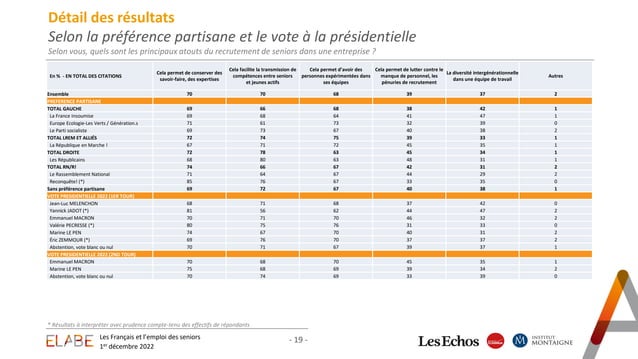 Détail des résultats
Selon la préférence partisane et le vote à la présidentielle
Selon vous, quels sont les principaux atouts du recrutement de seniors dans une entreprise ?
En % - EN TOTAL DES CITATIONS | Cela permet de conserver des savoir-faire, des expertises | Cela facilite la transmission de compétences entre seniors et jeunes actifs | Cela permet d'avoir des personnes expérimentées dans ses équipes | Cela permet de lutter contre le manque de personnel, les pénuries de recrutement | La diversité intergénérationnelle dans une équipe de travail | Autres
Ensemble 70 70 68 39 37 2
PREFERENCE PARTISANE
TOTAL GAUCHE 69 66 68 38 42 1
La France Insoumise 69 68 64 41 47 1
Europe Ecologie-Les Verts / Génération.s 71 61 73 32 39 0
Le Parti socialiste 69 73 67 40 38 2
TOTAL LREM ET ALLIÉS 72 74 75 39 33 1
La République en Marche ! 67 71 72 45 35 1
TOTAL DROITE 72 78 63 45 34 1
Les Républicains 68 80 63 48 31 1
TOTAL RN/R! 74 66 67 42 31 2
Le Rassemblement National 71 64 67 44 29 2
Reconquête! (*) 85 76 67 33 35 0
Sans préférence partisane 69 72 67 40 38 1
VOTE PRESIDENTIELLE 2022 (1ER TOUR)
Jean-Luc MELENCHON 68 71 68 37 42 0
Yannick JADOT (*) 81 56 62 44 47 2
Emmanuel MACRON 70 71 70 46 32 2
Valérie PECRESSE (*) 80 75 76 31 33 0
Marine LE PEN 74 67 70 40 31 2
Éric ZEMMOUR (*) 69 76 70 37 37 2
Abstention, vote blanc ou nul 70 71 67 39 37 1
VOTE PRESIDENTIELLE 2022 (2ND TOUR)
Emmanuel MACRON 70 68 70 45 35 1
Marine LE PEN 75 68 69 39 34 2
Abstention, vote blanc ou nul 70 74 69 33 39 0
* Résultats à interpréter avec prudence compte-tenu des effectifs de répondants
ELABE
Les Français et l'emploi des seniors
1er décembre 2022
- 19 -
Les Echos
INSTITUT MONTAIGNE